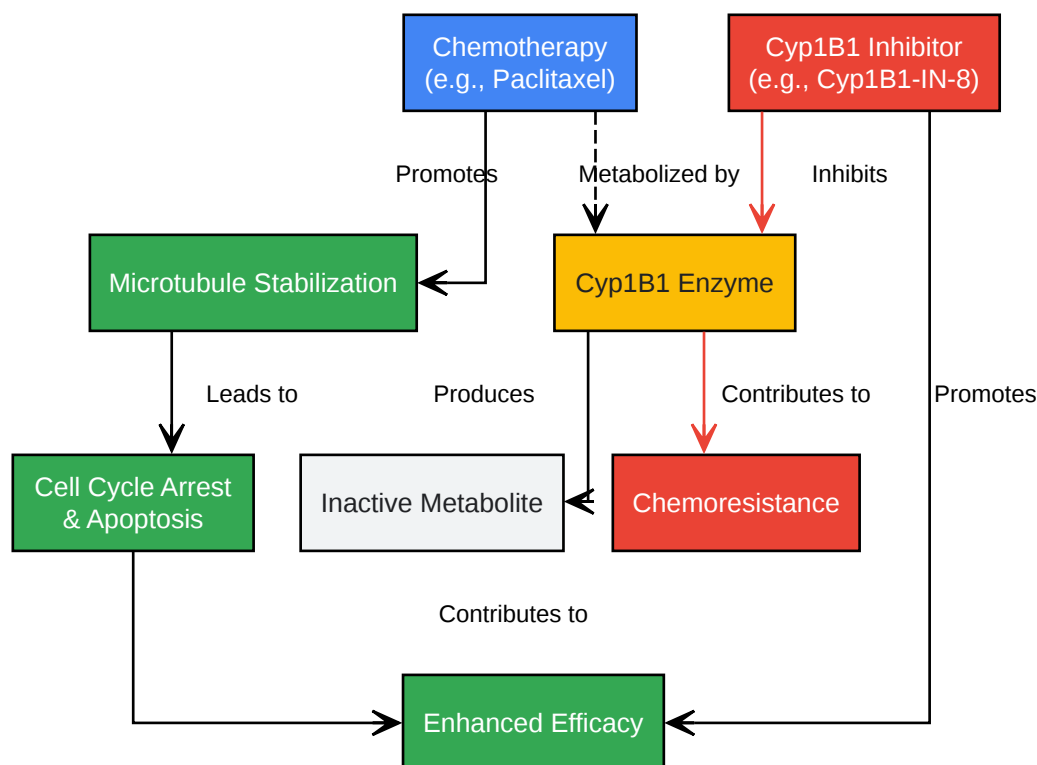 Chemotherapy
(e.g., Paclitaxel)
Cyp1B1 Inhibitor
(e.g., Cyp1B1-IN-8)
Promotes
Metabolized by
Inhibits
Microtubule Stabilization
Cyp1B1 Enzyme
Leads to
Produces
Contributes to
Promotes
Cell Cycle Arrest
& Apoptosis
Inactive Metabolite
Chemoresistance
Contributes to
Enhanced Efficacy